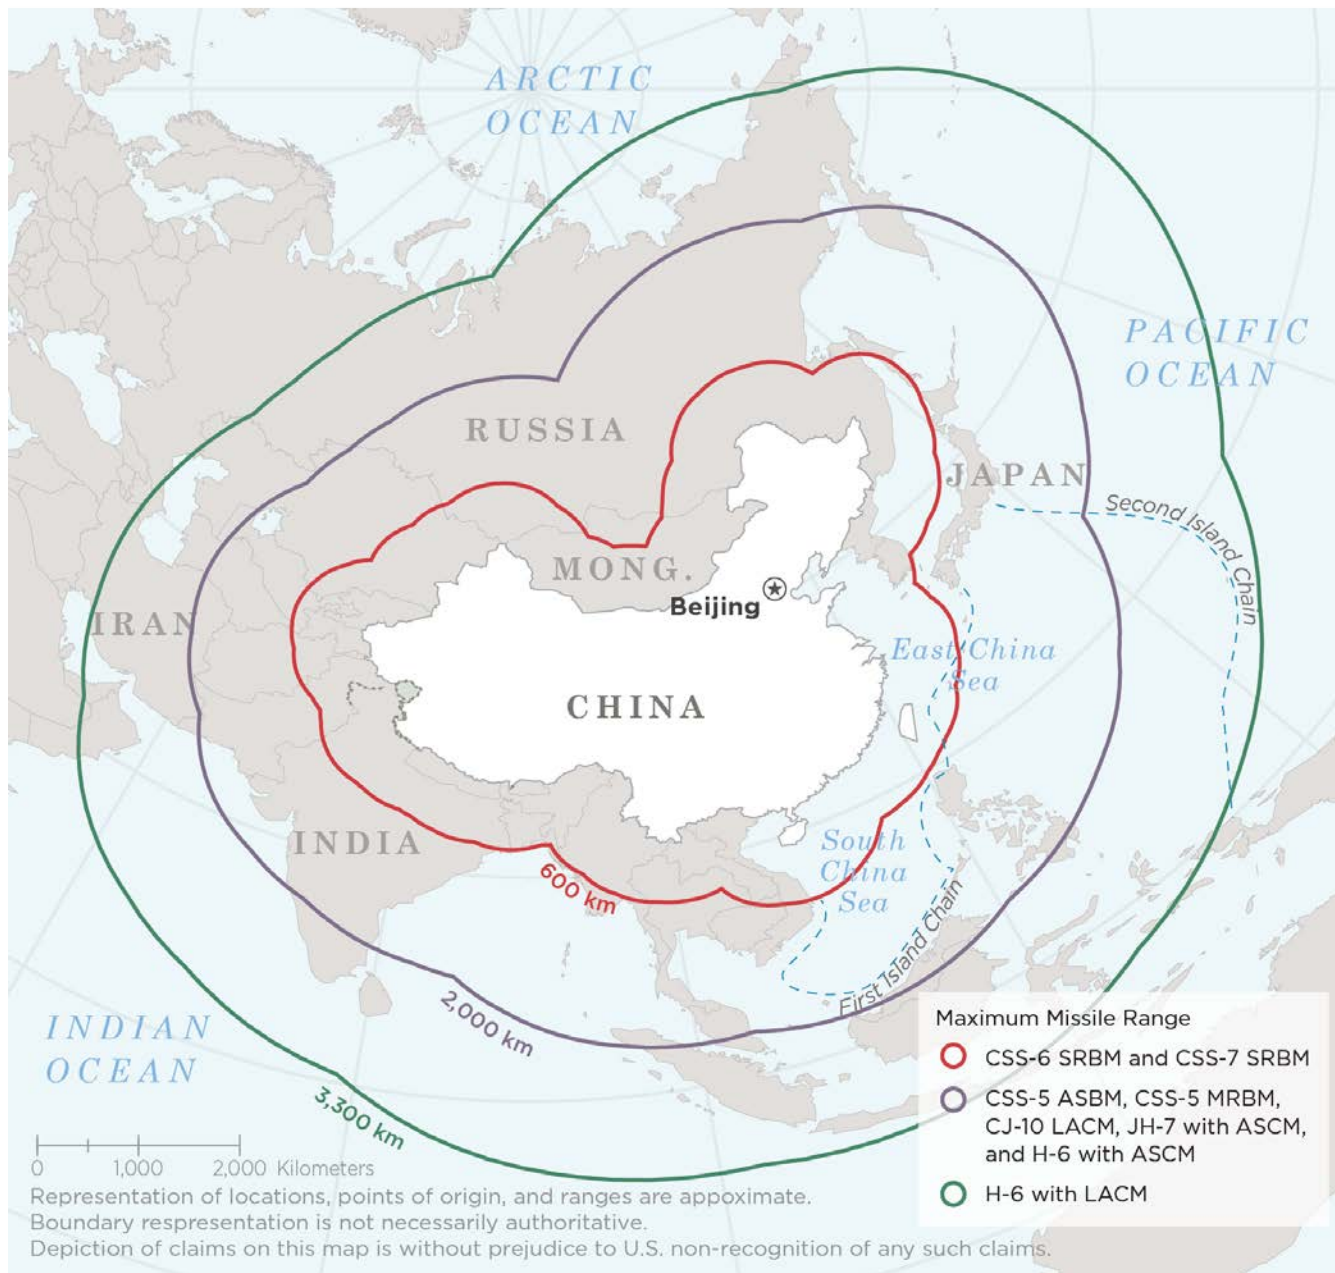 ARCTIC
OCEAN
PACIFIC
OCEAN
RUSSIA
JAPAN
Second Island Chain
MONG.
Beijing
IRAN
East China
Sea
CHINA
INDIA
South
China
Sea
600 km
First Island Chain
2,000 km
INDIAN
OCEAN
3,300 km
Maximum Missile Range
CSS-6 SRBM and CSS-7 SRBM
CSS-5 ASBM, CSS-5 MRBM,
CJ-10 LACM, JH-7 with ASCM,
and H-6 with ASCM
H-6 with LACM
0 1,000 2,000 Kilometers
Representation of locations, points of origin, and ranges are appoximate.
Boundary respresentation is not necessarily authoritative.
Depiction of claims on this map is without prejudice to U.S. non-recognition of any such claims.